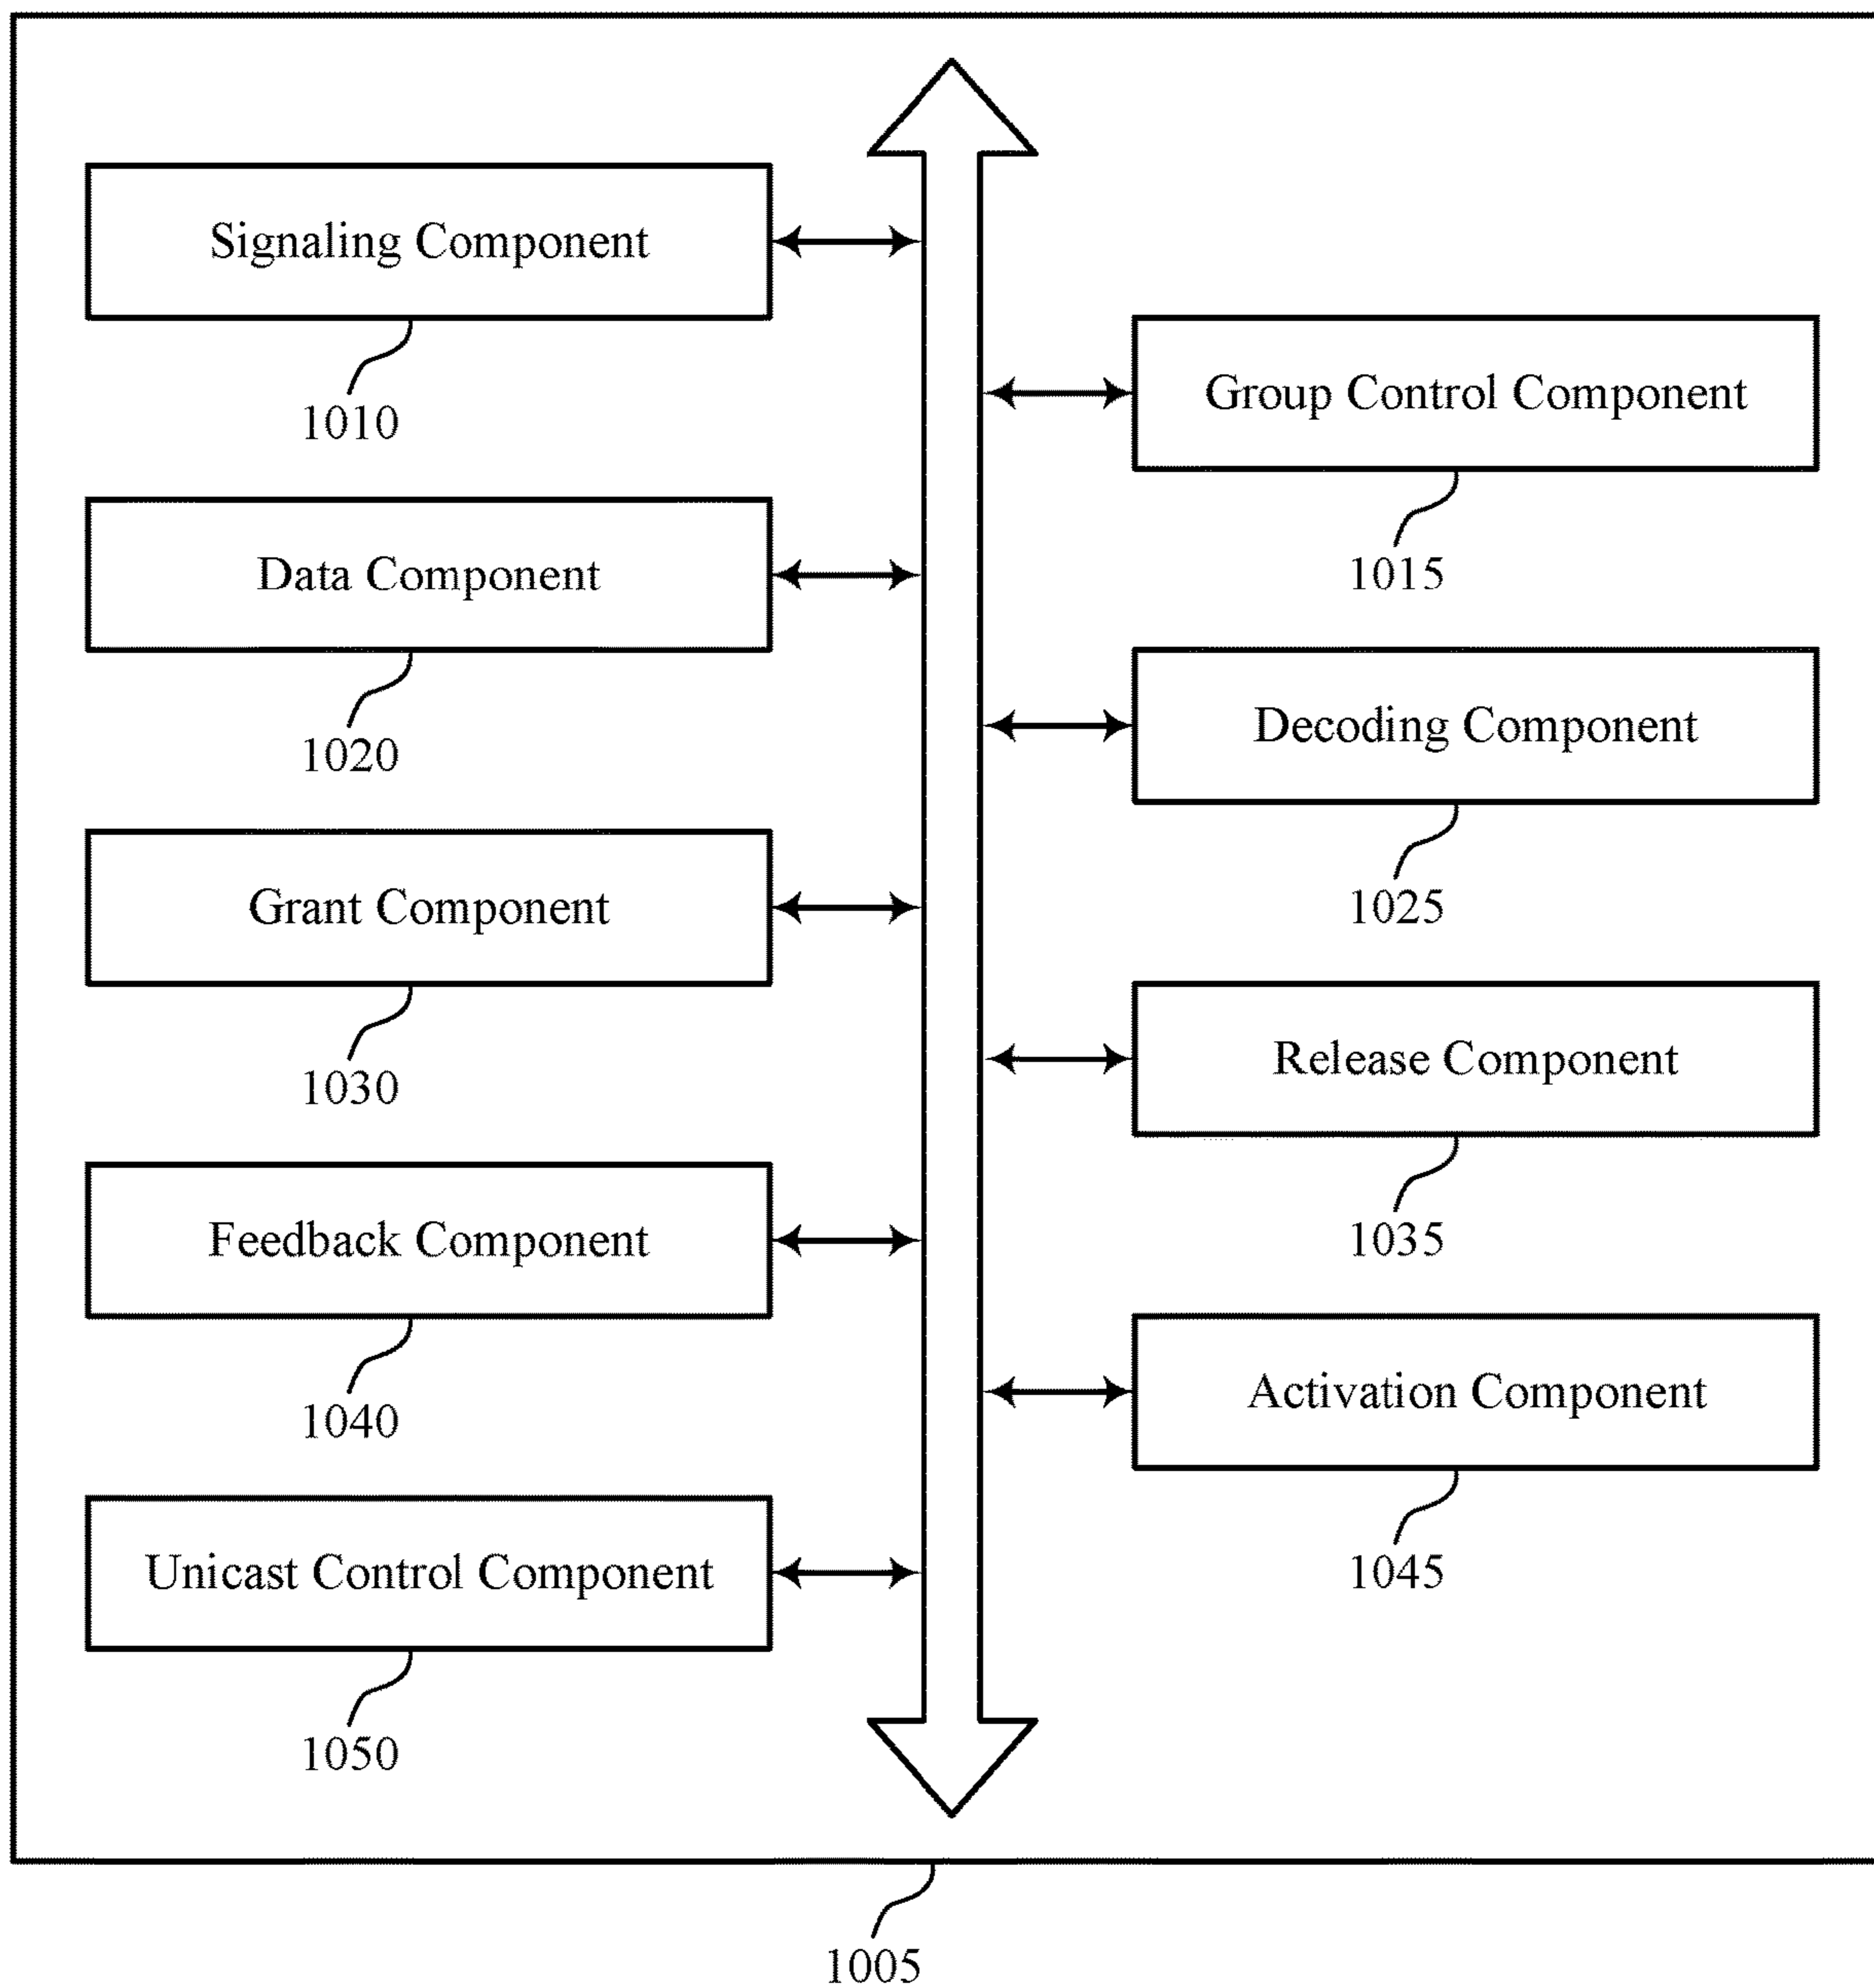 Signaling Component
1010
Group Control Component
1015
Data Component
1020
Decoding Component
1025
Grant Component
1030
Release Component
1035
Feedback Component
1040
Activation Component
1045
Unicast Control Component
1050
1005